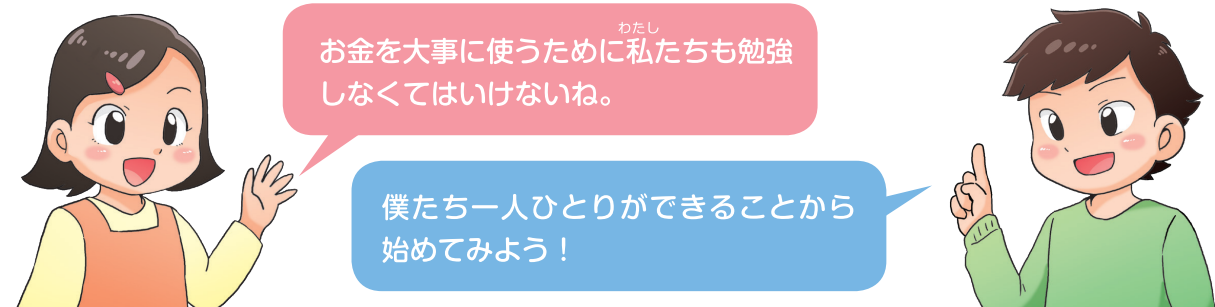 わたし
お金を大事に使うために私たちも勉強
しなくてはいけないね。
僕たち一人ひとりができることから
始めてみよう！